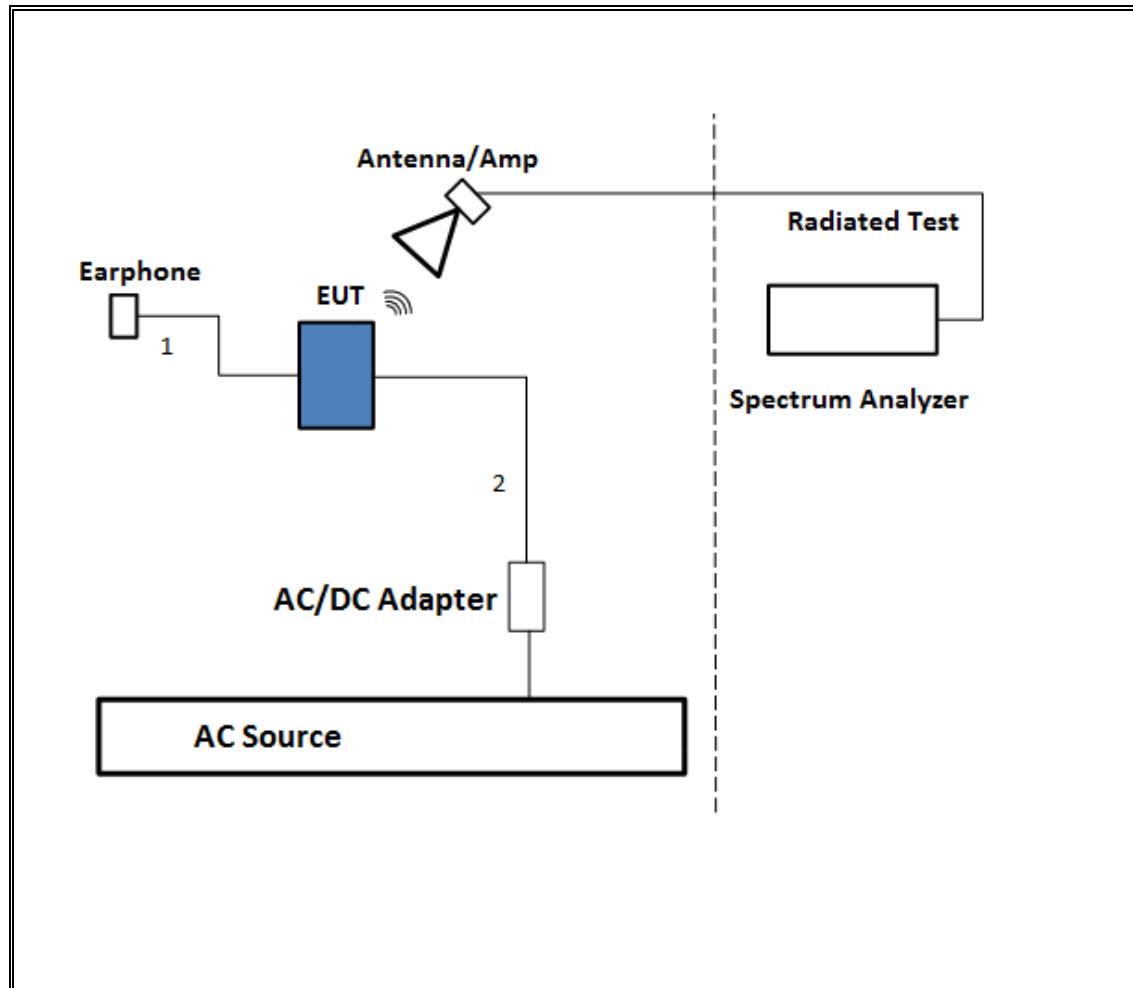 Antenna/Amp
Radiated Test
Earphone
EUT
1
Spectrum Analyzer
2
AC/DC Adapter
AC Source